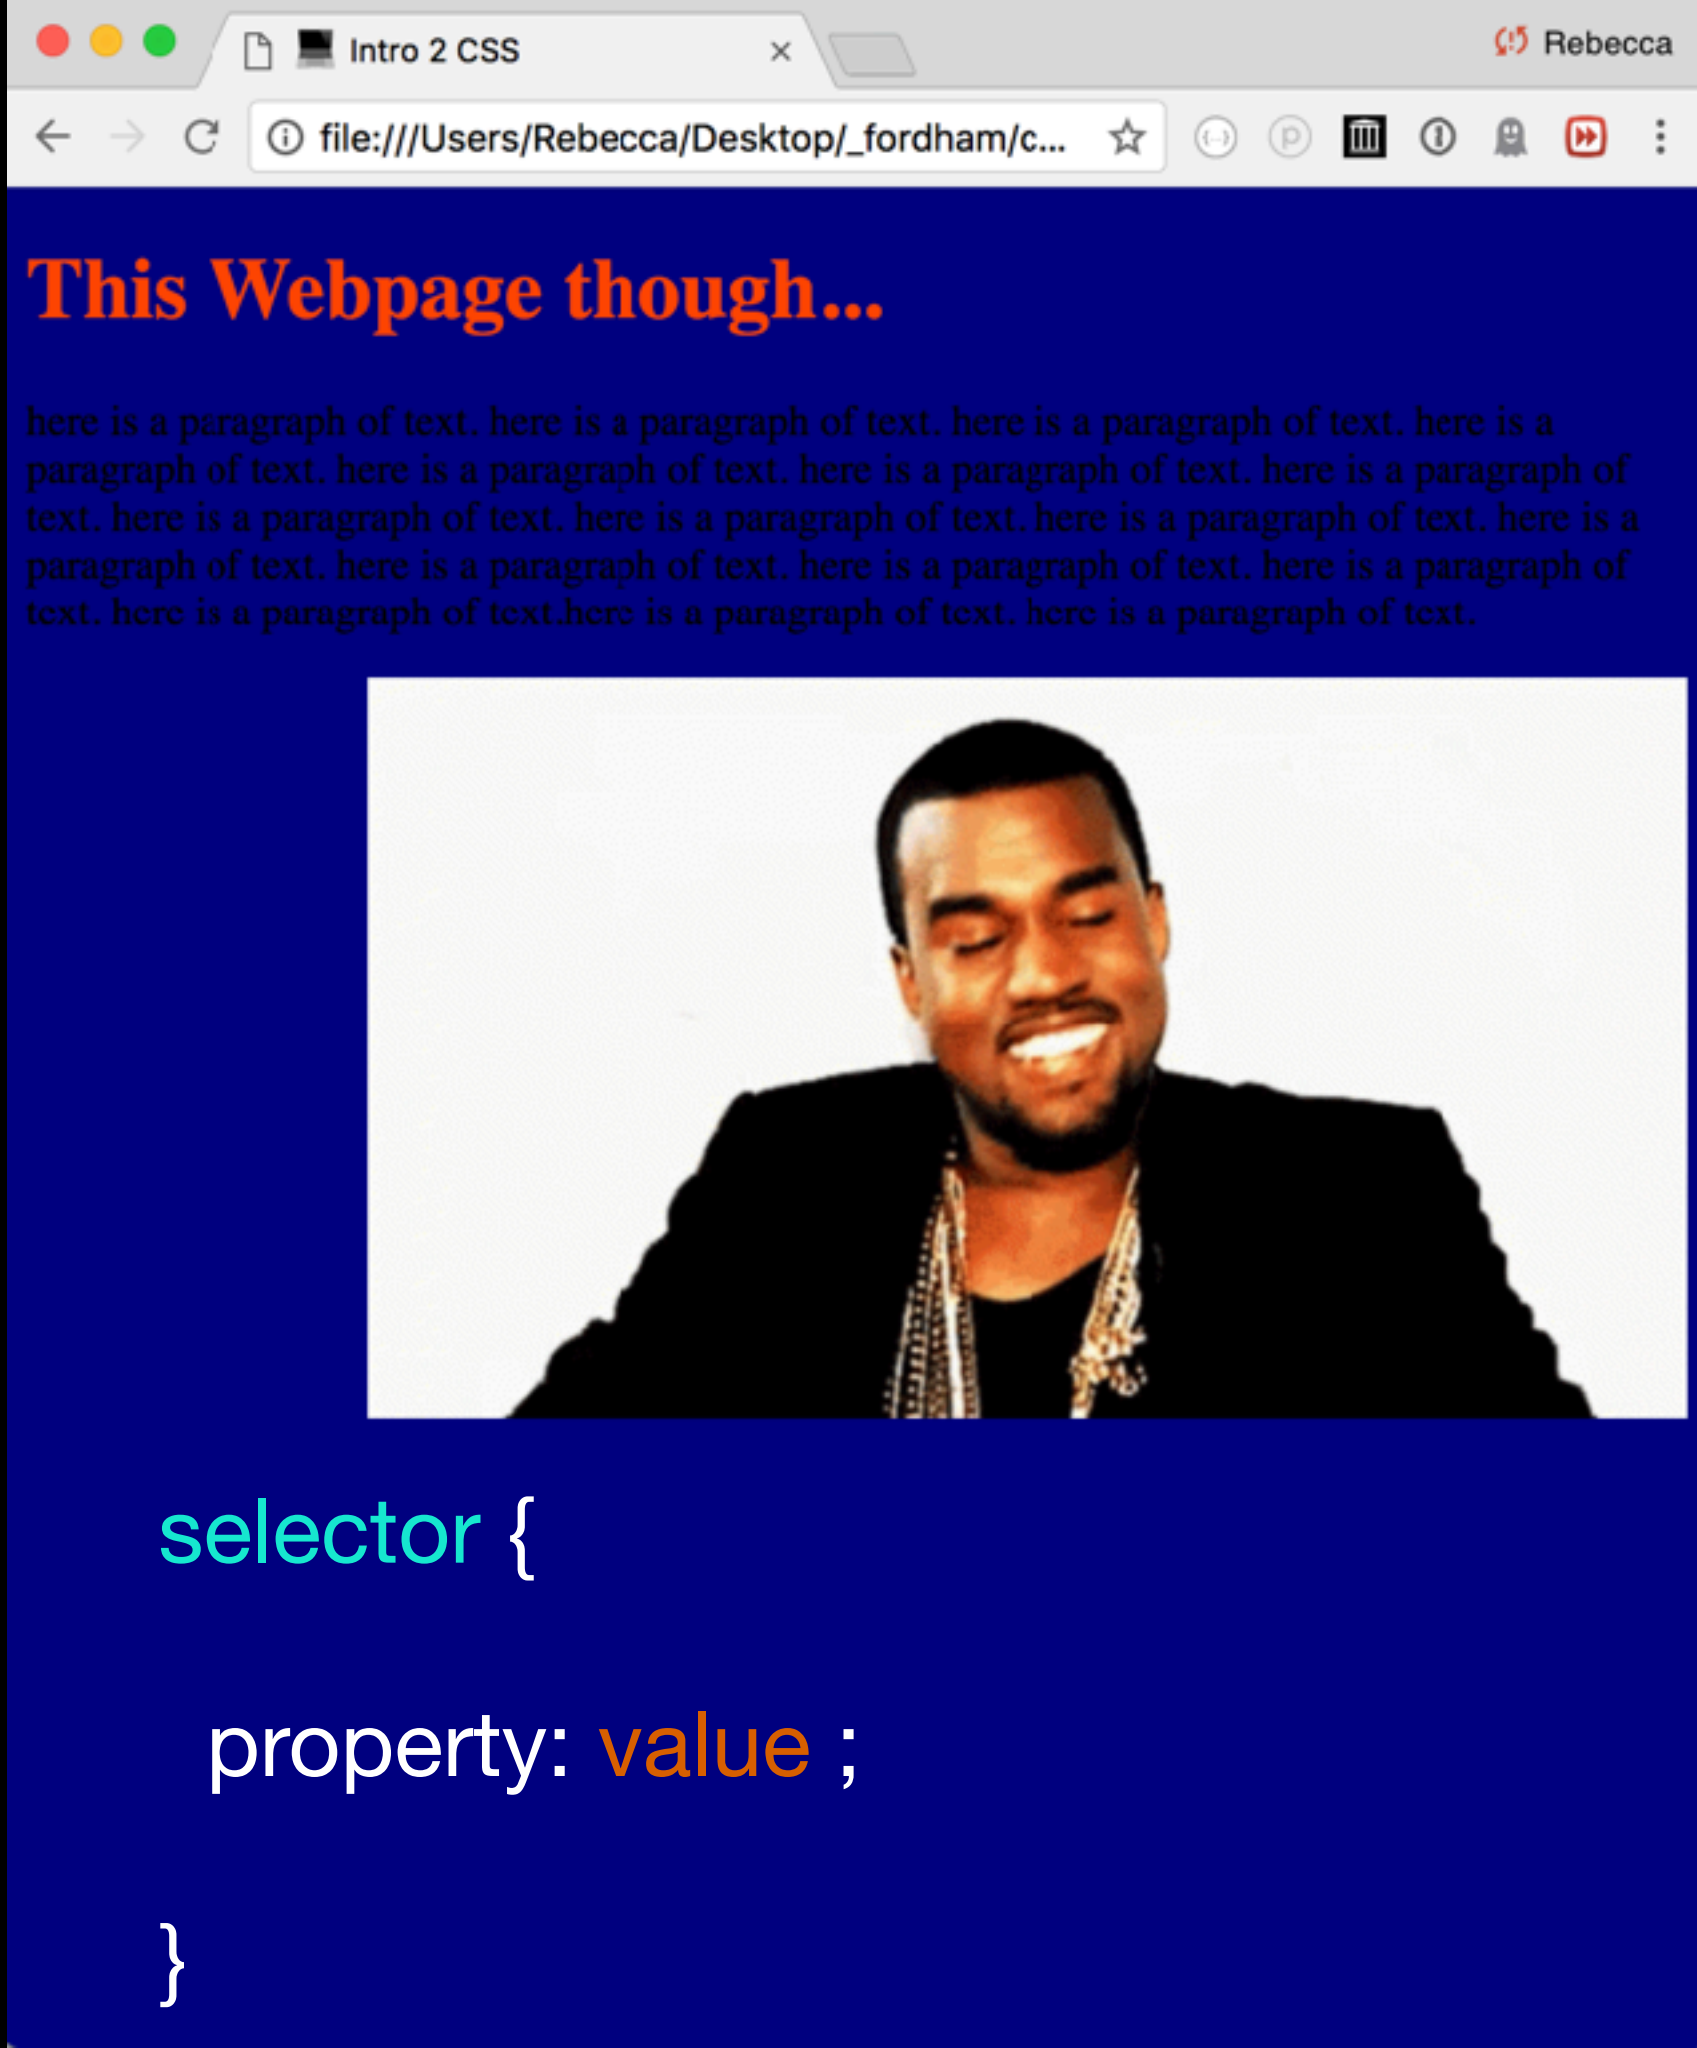 Intro 2 CSS
Rebecca
file:///Users/Rebecca/Desktop/_fordham/c...
This Webpage though...
here is a paragraph of text. here is a paragraph of text. here is a paragraph of text. here is a
paragraph of text. here is a paragraph of text. here is a paragraph of text. here is a paragraph of
text. here is a paragraph of text. here is a paragraph of text. here is a paragraph of text. here is a
paragraph of text. here is a paragraph of text. here is a paragraph of text. here is a paragraph of
text. here is a paragraph of text.here is a paragraph of text. here is a paragraph of text.
selector {
property: value ;
}